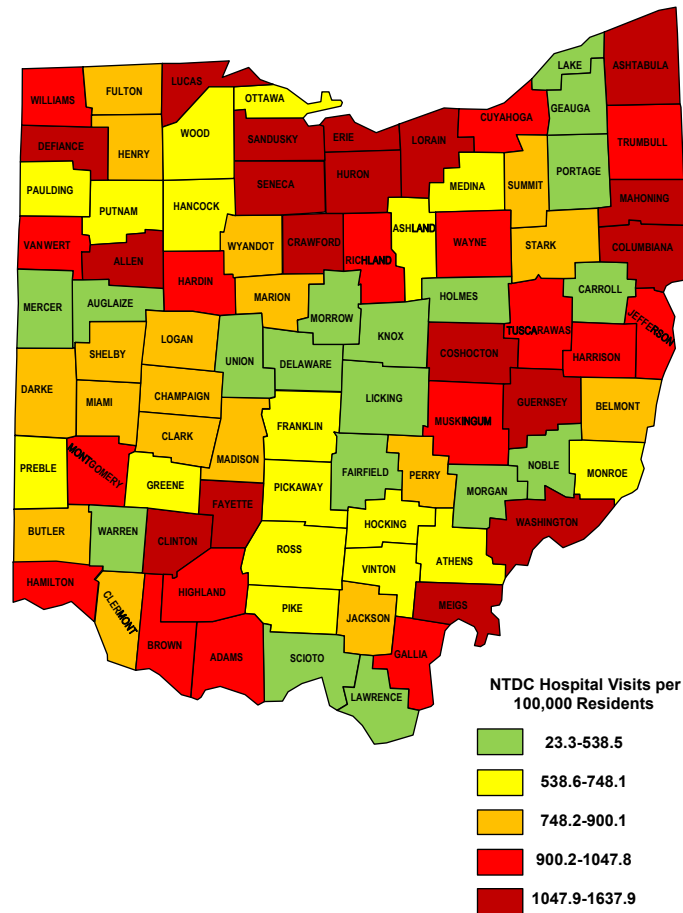 LAKE
ASHTABULA
LUCAS
FULTON
WILLIAMS
OTTAWA
GEAUGA
CUYAHOGA
WOOD
SANDUSKY
ERIE
LORAIN
TRUMBULL
DEFIANCE
HENRY
HURON
PORTAGE
SENECA
MEDINA
SUMMIT
PAULDING
MAHONING
PUTNAM
HANCOCK
ASHLAND
VAN WERT
WYANDOT
CRAWFORD
WAYNE
STARK
COLUMBIANA
ALLEN
RICHLAND
HARDIN
CARROLL
MERCER
AUGLAIZE
MARION
HOLMES
MORROW
JEFFERSON
TUSCARAWAS
LOGAN
KNOX
SHELBY
UNION
DELAWARE
COSHOCTON
HARRISON
DARKE
MIAMI
CHAMPAIGN
LICKING
GUERNSEY
BELMONT
FRANKLIN
MUSKINGUM
CLARK
MADISON
PREBLE
MONTGOMERY
FAIRFIELD
PERRY
NOBLE
MONROE
GREENE
PICKAWAY
MORGAN
FAYETTE
HOCKING
WASHINGTON
BUTLER
WARREN
CLINTON
ROSS
ATHENS
VINTON
HAMILTON
CLERMONT
HIGHLAND
PIKE
MEIGS
JACKSON
BROWN
ADAMS
SCIOTO
GALLIA
LAWRENCE
NTDC Hospital Visits per
100,000 Residents
23.3-538.5
538.6-748.1
748.2-900.1
900.2-1047.8
1047.9-1637.9